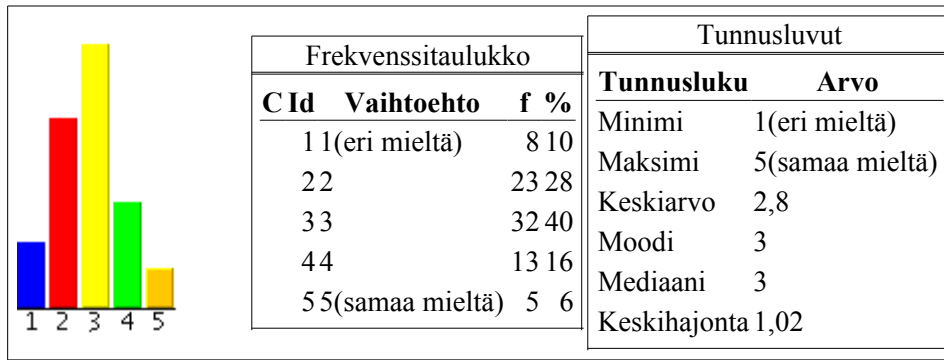 1 2 3 4 5
Frekvenssitaulukko
C Id Vaihtoehto f %
1 1(eri mieltä) 8 10
2 2 23 28
3 3 32 40
4 4 13 16
5 5(samaa mieltä) 5 6
Tunnusluvut
Tunnusluku Arvo
Minimi 1(eri mieltä)
Maksimi 5(samaa mieltä)
Keskiarvo 2,8
Moodi 3
Mediaani 3
Keskihajonta 1,02